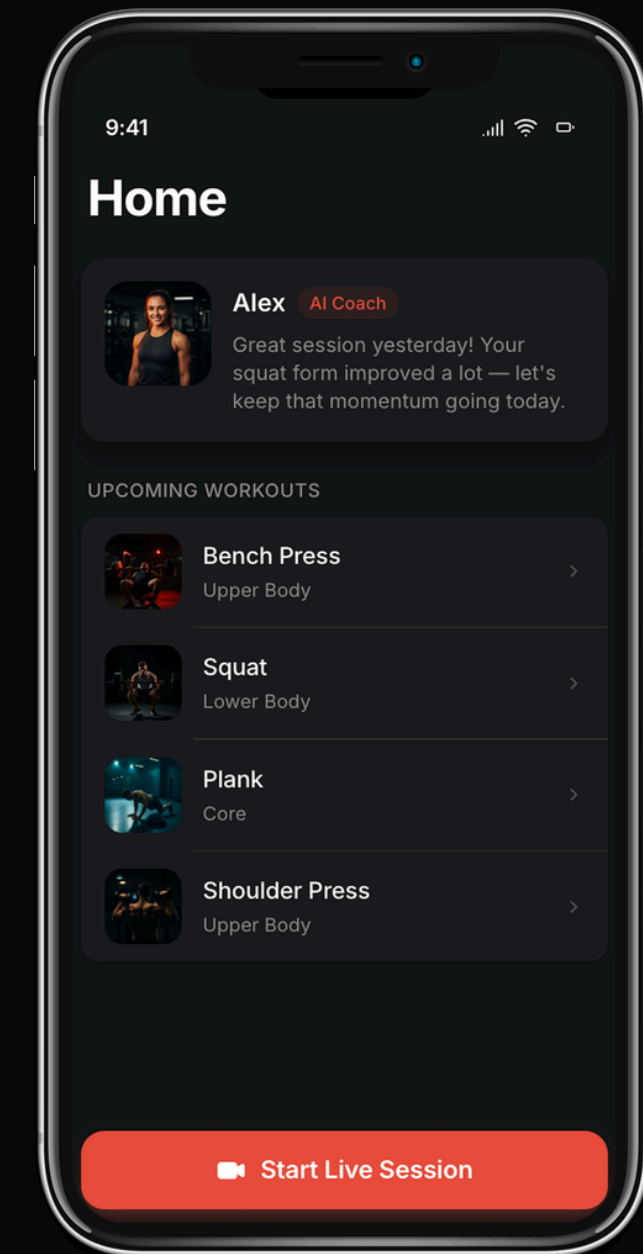 9:41
Home
Alex AI Coach
Great session yesterday! Your
squat form improved a lot — let's
keep that momentum going today.
UPCOMING WORKOUTS
Bench Press
Upper Body
Squat
Lower Body
Plank
Core
Shoulder Press
Upper Body
Start Live Session